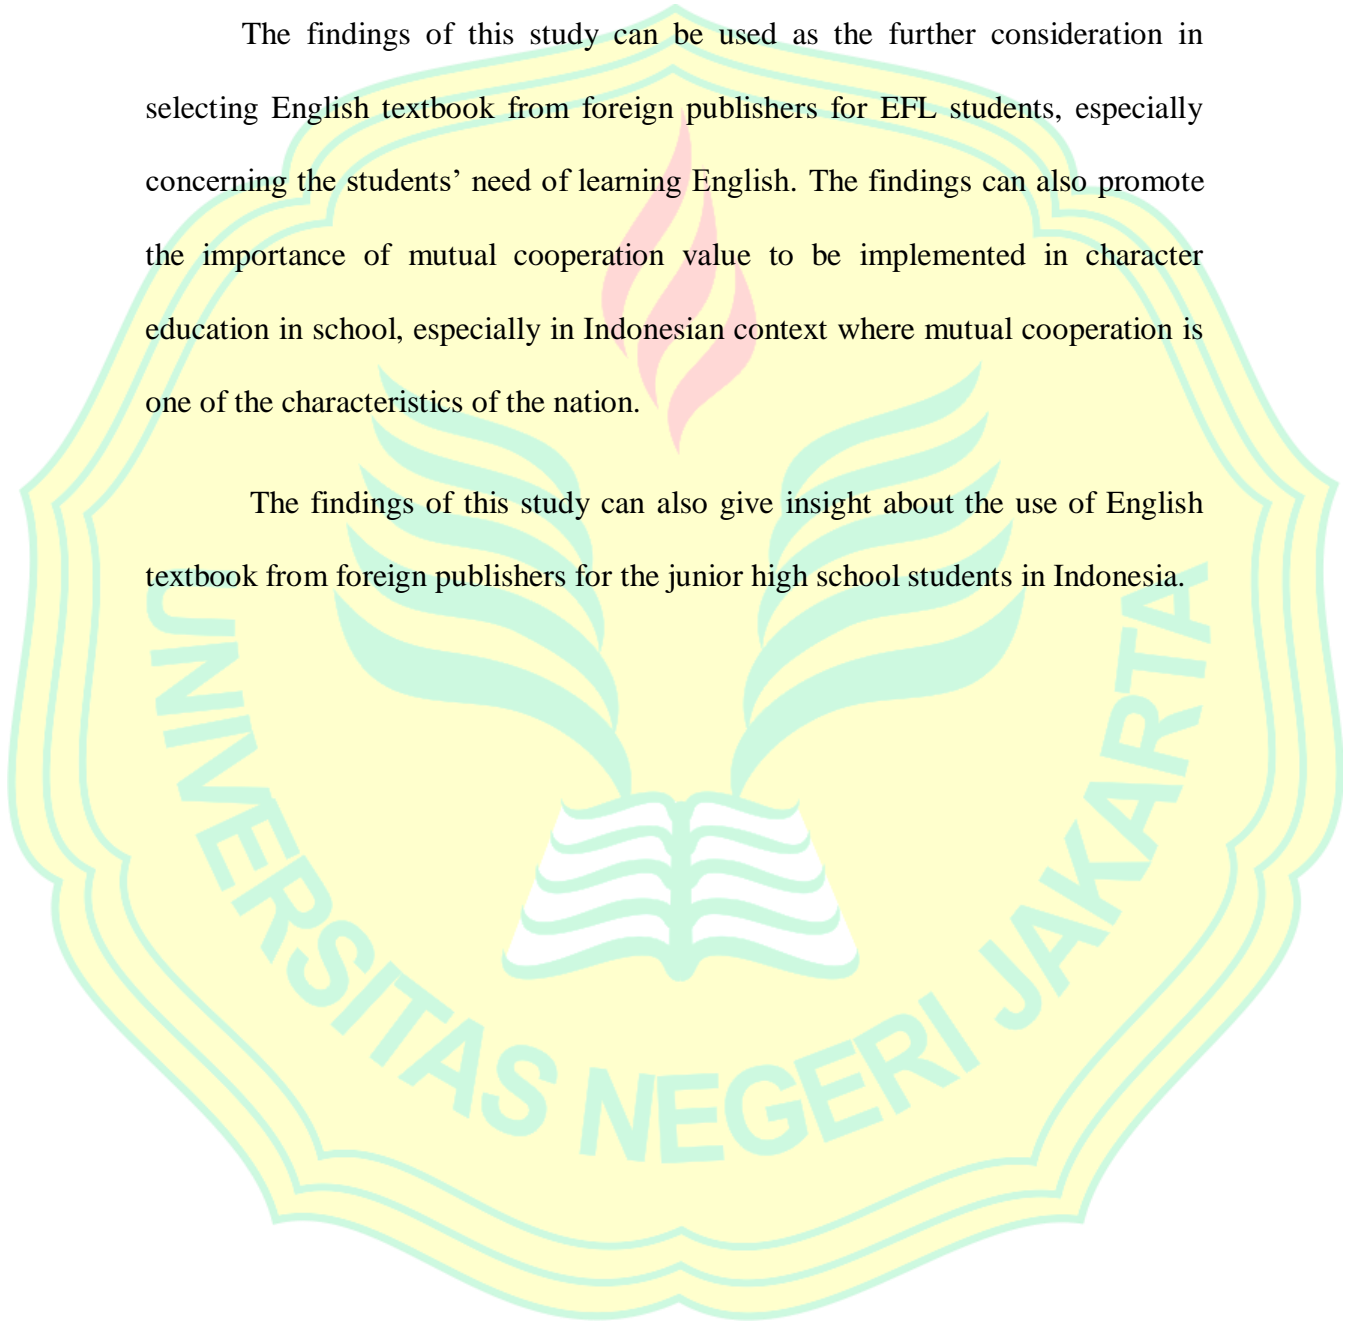 The findings of this study can be used as the further consideration in
selecting English textbook from foreign publishers for EFL students, especially
concerning the students’ need of learning English. The findings can also promote
the importance of mutual cooperation value to be implemented in character
education in school, especially in Indonesian context where mutual cooperation is
one of the characteristics of the nation.
The findings of this study can also give insight about the use of English
textbook from foreign publishers for the junior high school students in Indonesia.
UNIVERSITAS NEGERI JAKARTA